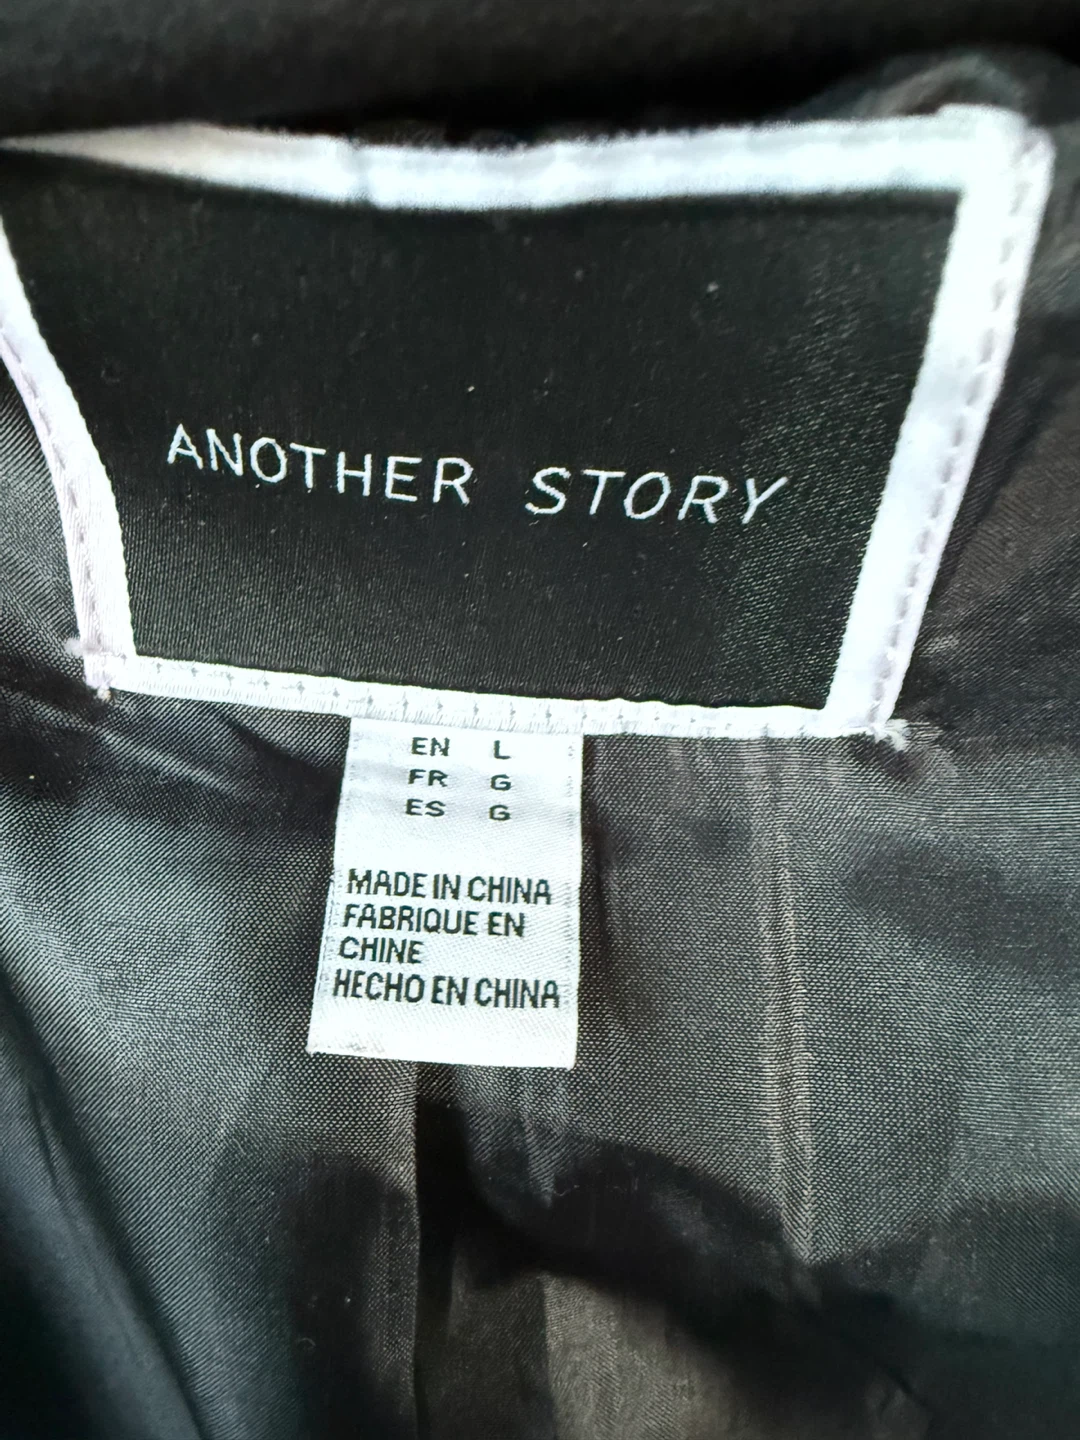 ANOTHER STORY
EN L
FR G
ES G
MADE IN CHINA
FABRIQUE EN
CHINE
HECHO EN CHINA